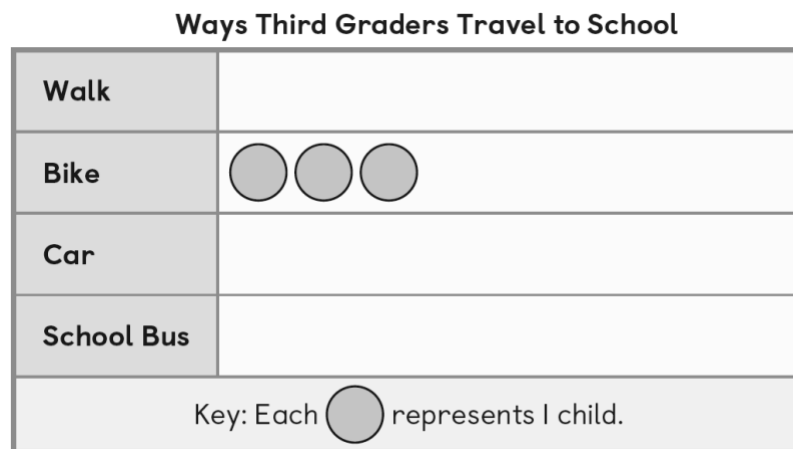 Ways Third Graders Travel to School
Walk
Bike
Car
School Bus
Key: Each represents 1 child.